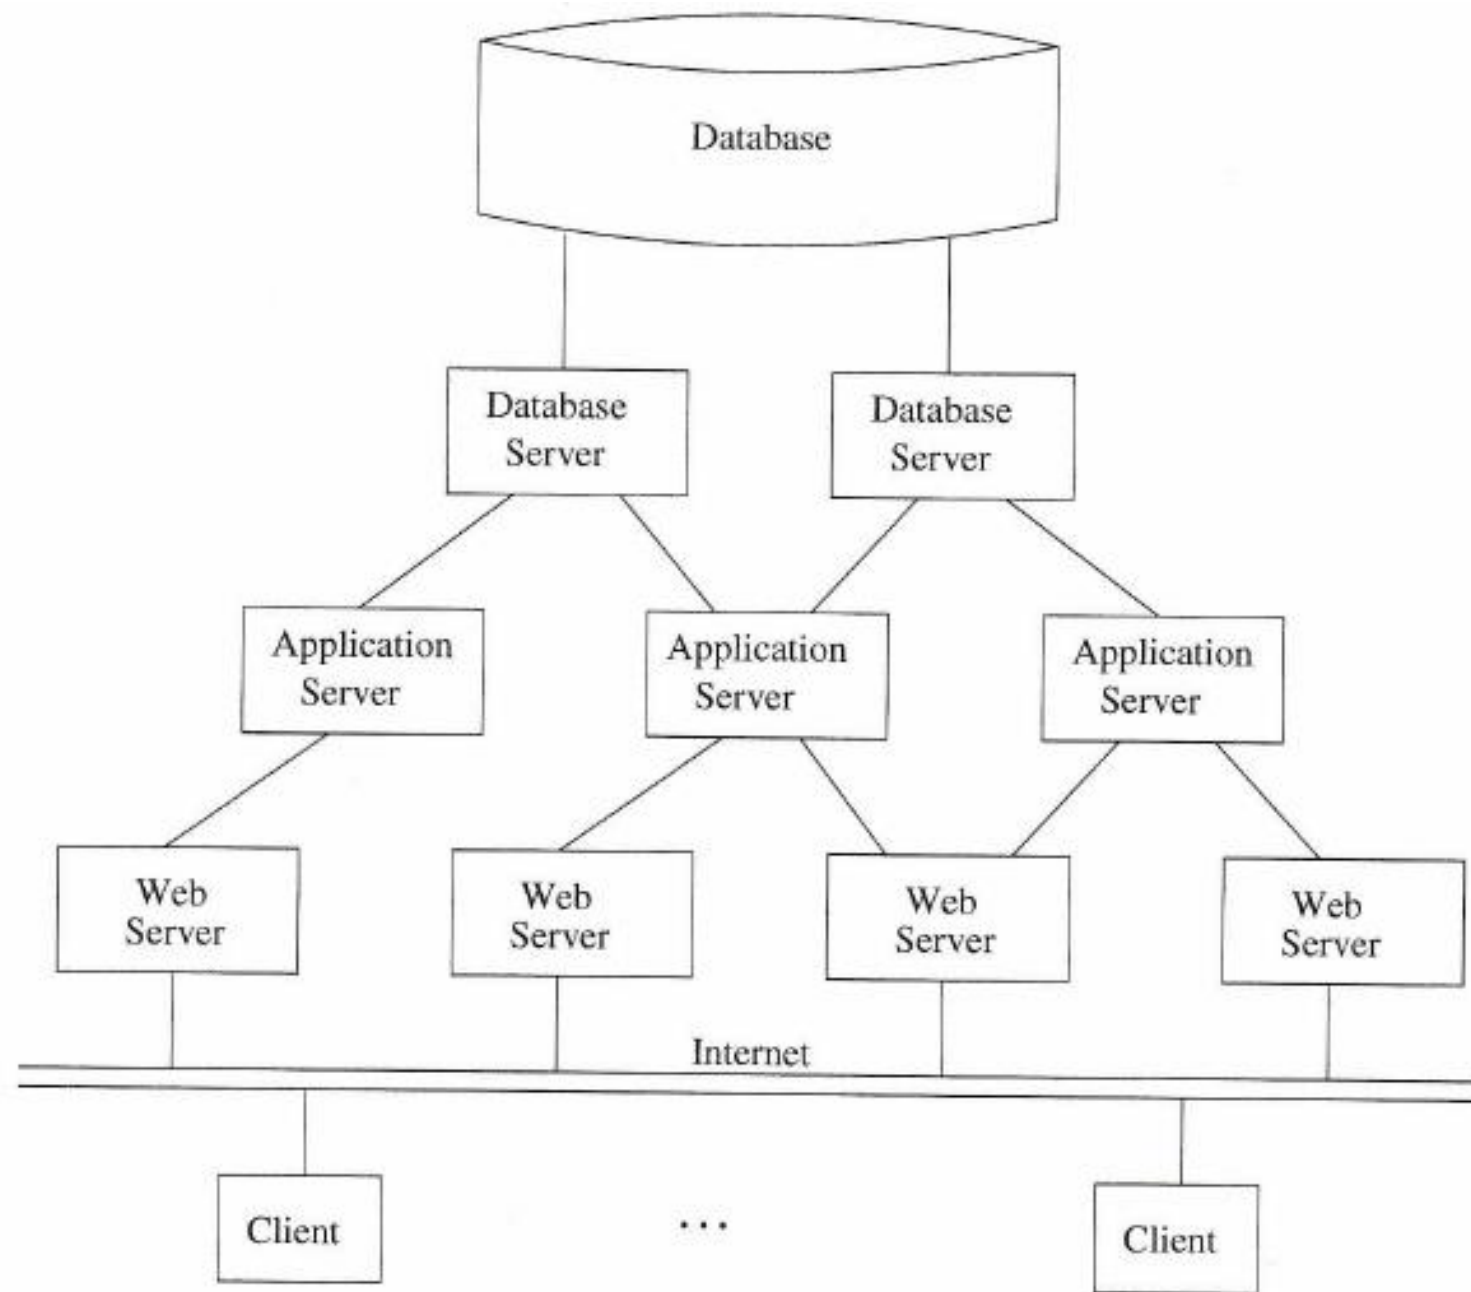 Database
Database
Server
Database
Server
Application
Server
Application
Server
Application
Server
Web
Server
Web
Server
Web
Server
Web
Server
Internet
Client
...
Client